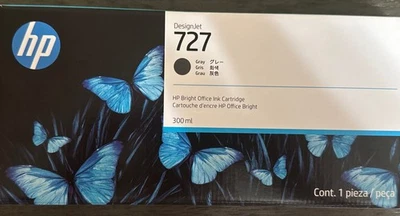 hp
DesignJet
727
Gray グレー
Gris 灰色
Grau 灰色
HP Bright Office Ink Cartridge
Cartouche d'encre HP Office Bright
300 ml
Cont. 1 pieza / peça